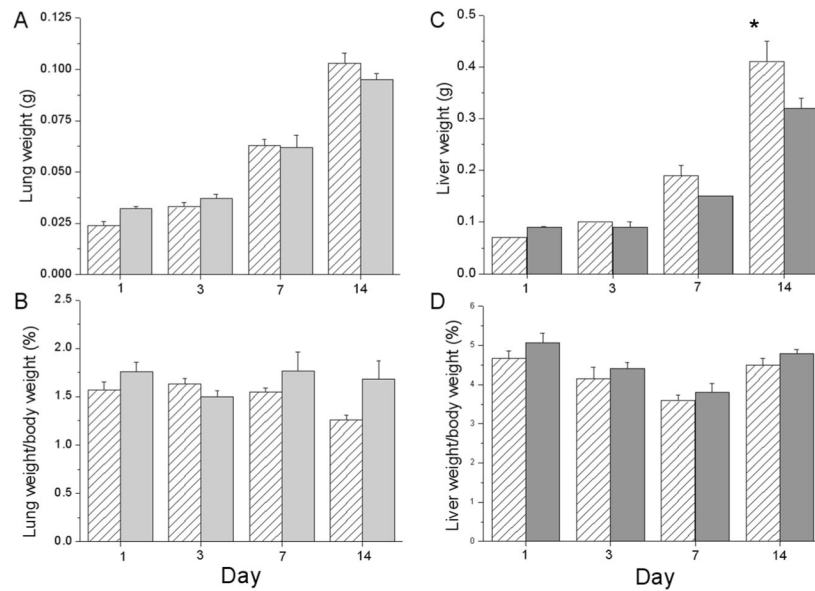 A
Lung weight (g)
0.125
0.100
0.075
0.050
0.025
0.000
1 3 7 14
C
*
Liver weight (g)
0.5
0.4
0.3
0.2
0.1
0.0
1 3 7 14
B
Lung weight/body weight (%)
2.5
2.0
1.5
1.0
0.5
0.0
1 3 7 14
Day
D
Liver weight/body weight (%)
6
5
4
3
2
1
0
1 3 7 14
Day